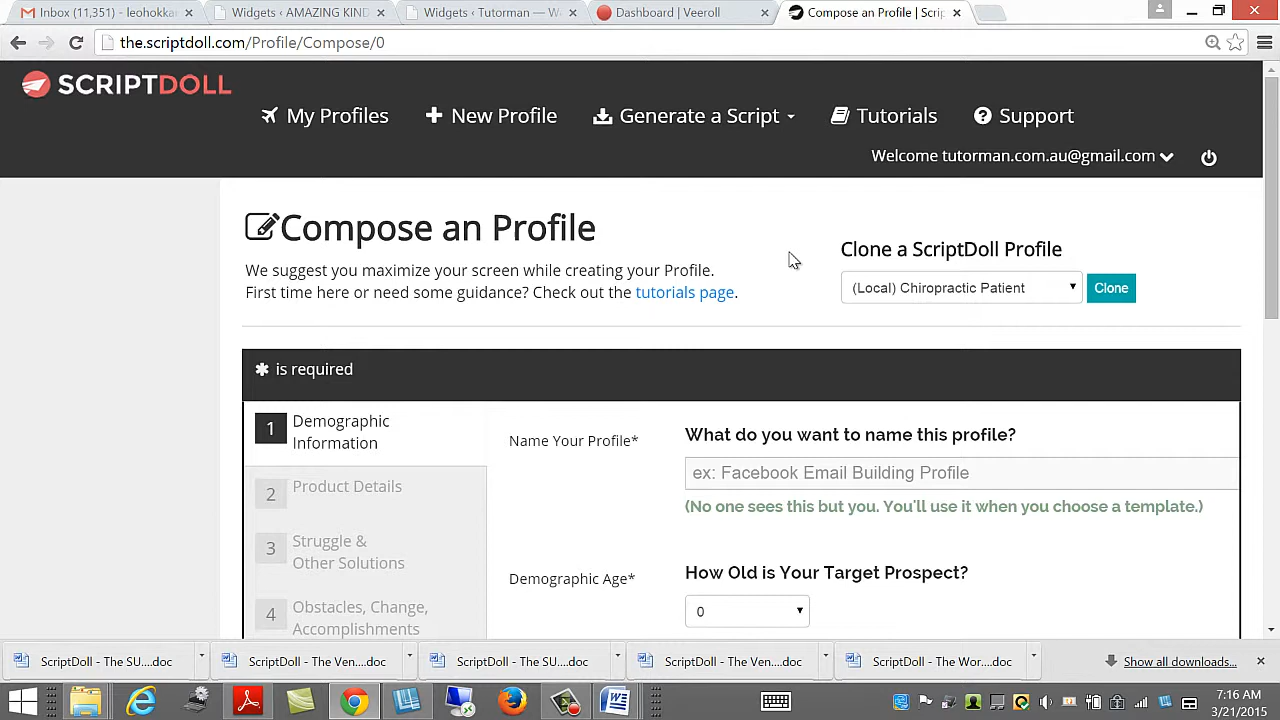 Inbox (11,351) - leohokka
Widgets ‹ AMAZING KIND
Widgets ‹ Tutorman — W
Dashboard | Veeroll
Compose an Profile | Scri
the.scriptdoll.com/Profile/Compose/0
SCRIPTDOLL
My Profiles
New Profile
Generate a Script
Tutorials
Support
Welcome tutorman.com.au@gmail.com
Compose an Profile
We suggest you maximize your screen while creating your Profile.
First time here or need some guidance? Check out the tutorials page.
Clone a ScriptDoll Profile
(Local) Chiropractic Patient
Clone
* is required
1 Demographic
Information
2 Product Details
3 Struggle &
Other Solutions
4 Obstacles, Change,
Accomplishments
Name Your Profile*
What do you want to name this profile?
ex: Facebook Email Building Profile
(No one sees this but you. You'll use it when you choose a template.)
Demographic Age*
How Old is Your Target Prospect?
0
ScriptDoll - The SU....doc
ScriptDoll - The Ven....doc
ScriptDoll - The SU....doc
ScriptDoll - The Ven....doc
ScriptDoll - The Wor....doc
Show all downloads...
7:16 AM
3/21/2015